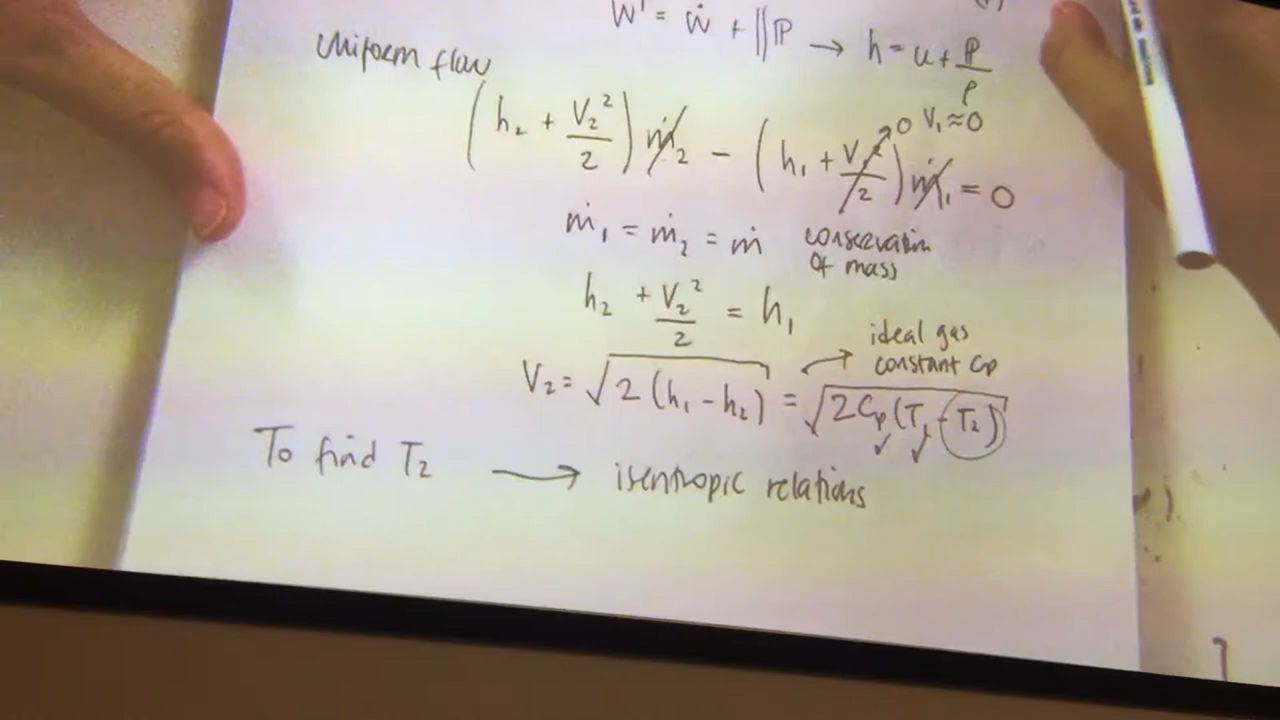 Ẇ' = ẇ + ∬P → h = u + P/ρ
Uniform flow
(h₂ + V₂²/2) ṁ₂ − (h₁ + V₁²/2) ṁ₁ = 0
0 V₁≈0
ṁ₁ = ṁ₂ = ṁ conservation
of mass
h₂ + V₂²/2 = h₁
ideal gas
constant Cp
V₂ = √2(h₁ − h₂) = √2Cp(T₁ − T₂)
To find T₂ → isentropic relations